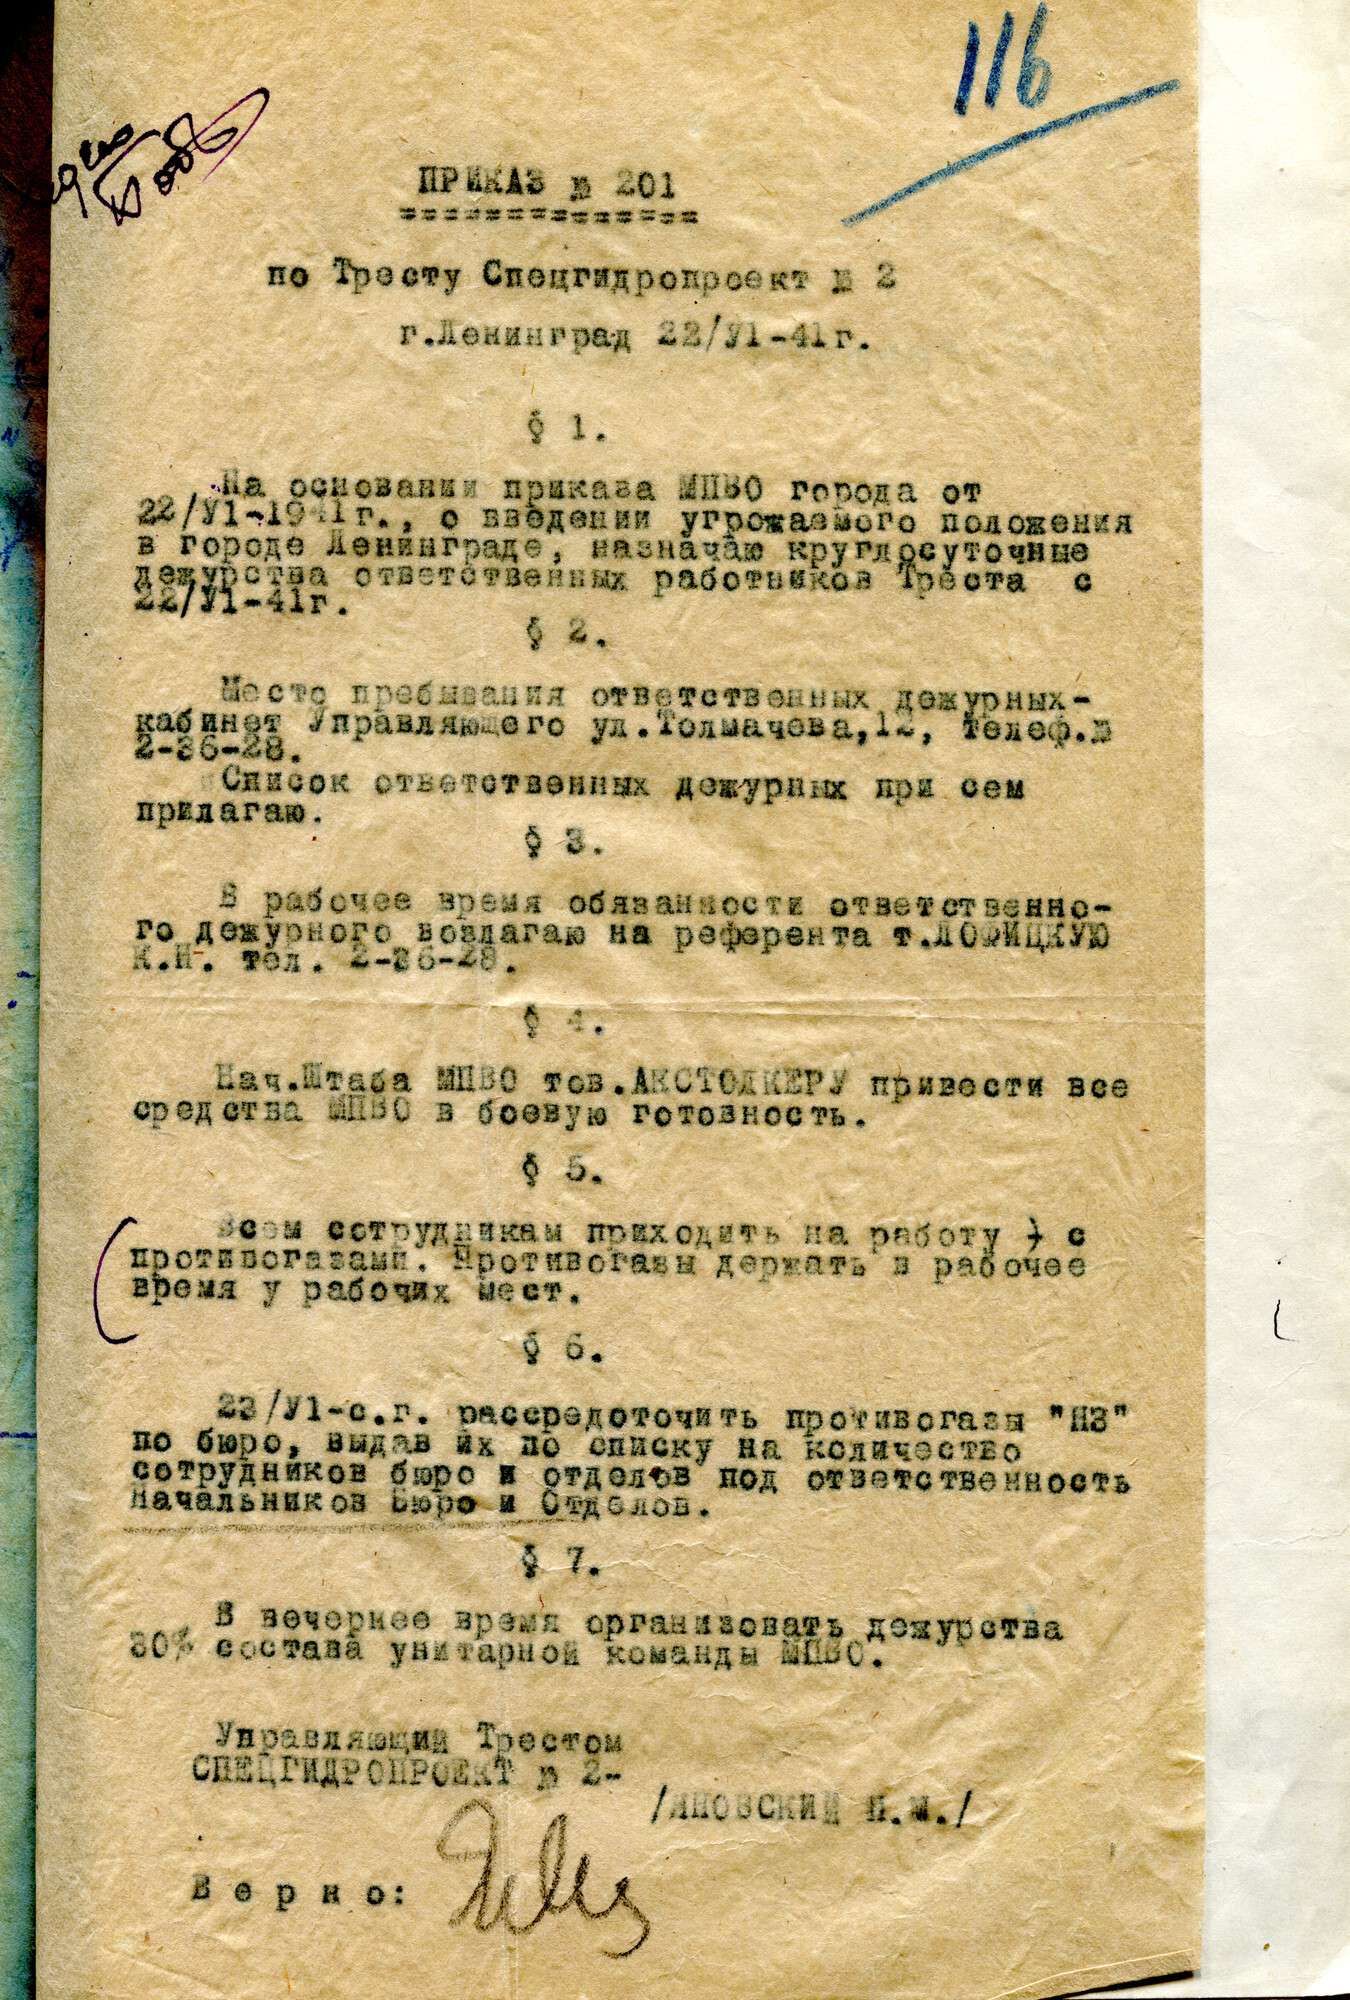 116
ПРИКАЗ № 201
==============
по Тресту Спецгидропроект № 2
г.Ленинград 22/У1-41г.
§ 1.
На основании приказа МПВО города от
22/У1-1941г., о введении угрожаемого положения
в городе Ленинграде, назначаю круглосуточные
дежурства ответственных работников Треста с
22/У1-41г.
§ 2.
Место пребывания ответственных дежурных-
кабинет Управляющего ул.Толмачева,12, телеф.№
2-36-28.
Список ответственных дежурных при сем
прилагаю.
§ 3.
В рабочее время обязанности ответственно-
го дежурного возлагаю на референта т.ЛОФИЦКУЮ
К.Н. тел. 2-36-28.
§ 4.
Нач.Штаба МПВО тов.АКСТОЛКЕРУ привести все
средства МПВО в боевую готовность.
§ 5.
Всем сотрудникам приходить на работу с
противогазами. Противогазы держать в рабочее
время у рабочих мест.
§ 6.
23/У1-с.г. рассредоточить противогазы "НЗ"
по бюро, выдав их по списку на количество
сотрудников бюро и отделов под ответственность
Начальников Бюро и Отделов.
§ 7.
В вечернее время организовать дежурства
30% состава унитарной команды МПВО.
Управляющий Трестом
СПЕЦГИДРОПРОЕКТ № 2-
/ЯНОВСКИЙ П.М./
В е р н о: